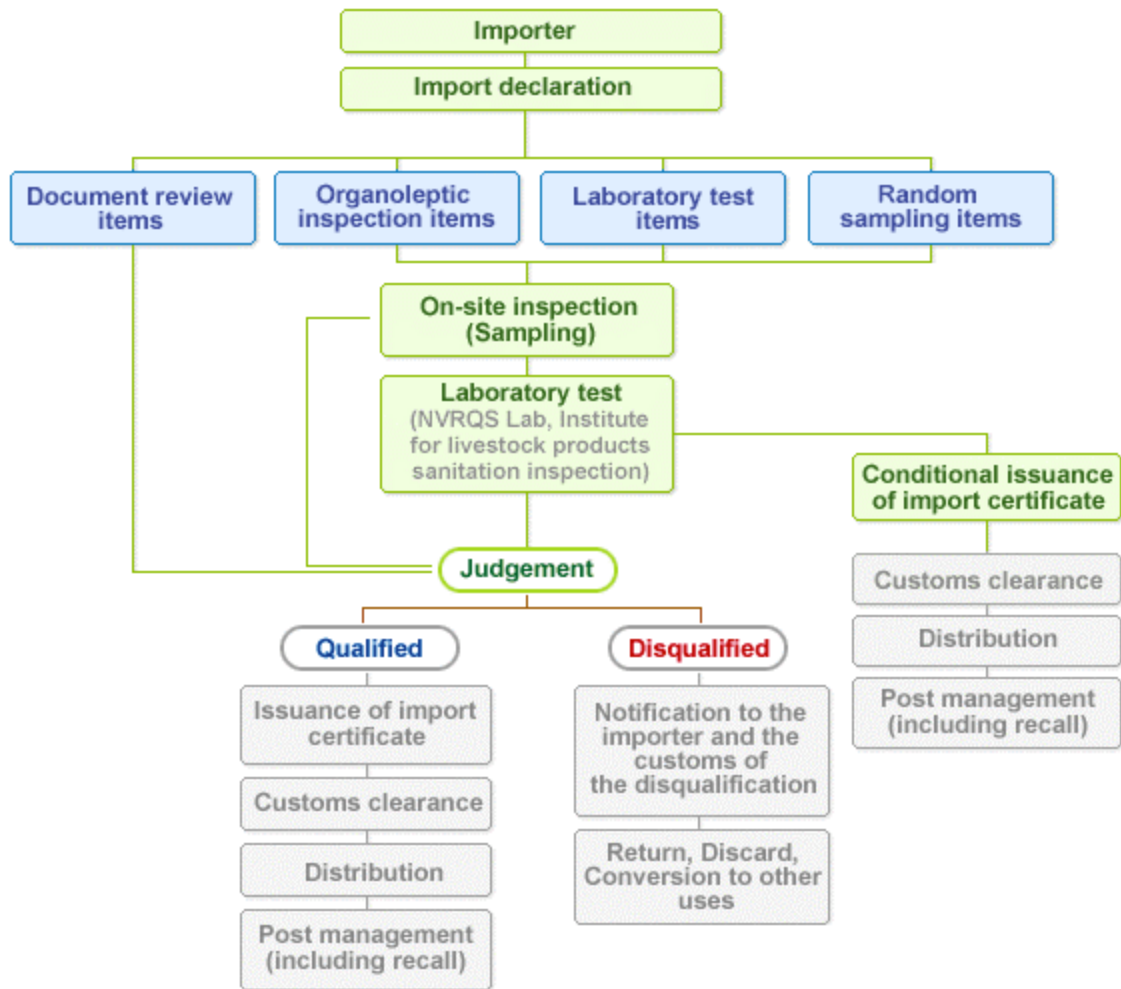 Importer
Import declaration
Document review
items
Organoleptic
inspection items
Laboratory test
items
Random
sampling items
On-site inspection
(Sampling)
Laboratory test
(NVRQS Lab, Institute
for livestock products
sanitation inspection)
Conditional issuance
of import certificate
Customs clearance
Distribution
Post management
(including recall)
Judgement
Qualified
Issuance of import
certificate
Customs clearance
Distribution
Post management
(including recall)
Disqualified
Notification to the
importer and the
customs of
the disqualification
Return, Discard,
Conversion to other
uses